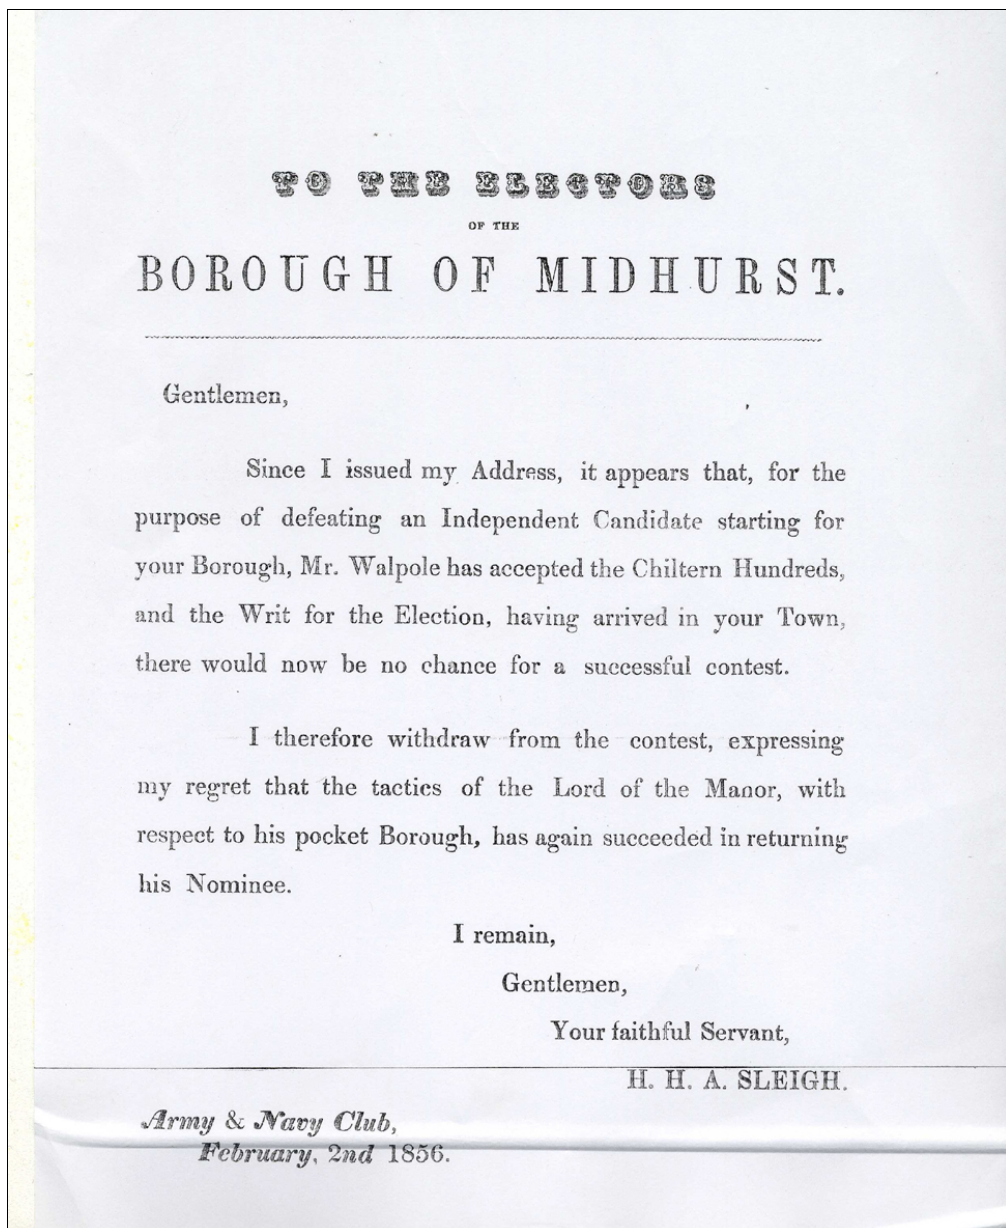 TO THE ELECTORS
OF THE
BOROUGH OF MIDHURST.
Gentlemen,
Since I issued my Address, it appears that, for the
purpose of defeating an Independent Candidate starting for
your Borough, Mr. Walpole has accepted the Chiltern Hundreds,
and the Writ for the Election, having arrived in your Town,
there would now be no chance for a successful contest.
I therefore withdraw from the contest, expressing
my regret that the tactics of the Lord of the Manor, with
respect to his pocket Borough, has again succeeded in returning
his Nominee.
I remain,
Gentlemen,
Your faithful Servant,
H. H. A. SLEIGH.
Army & Navy Club,
February, 2nd 1856.